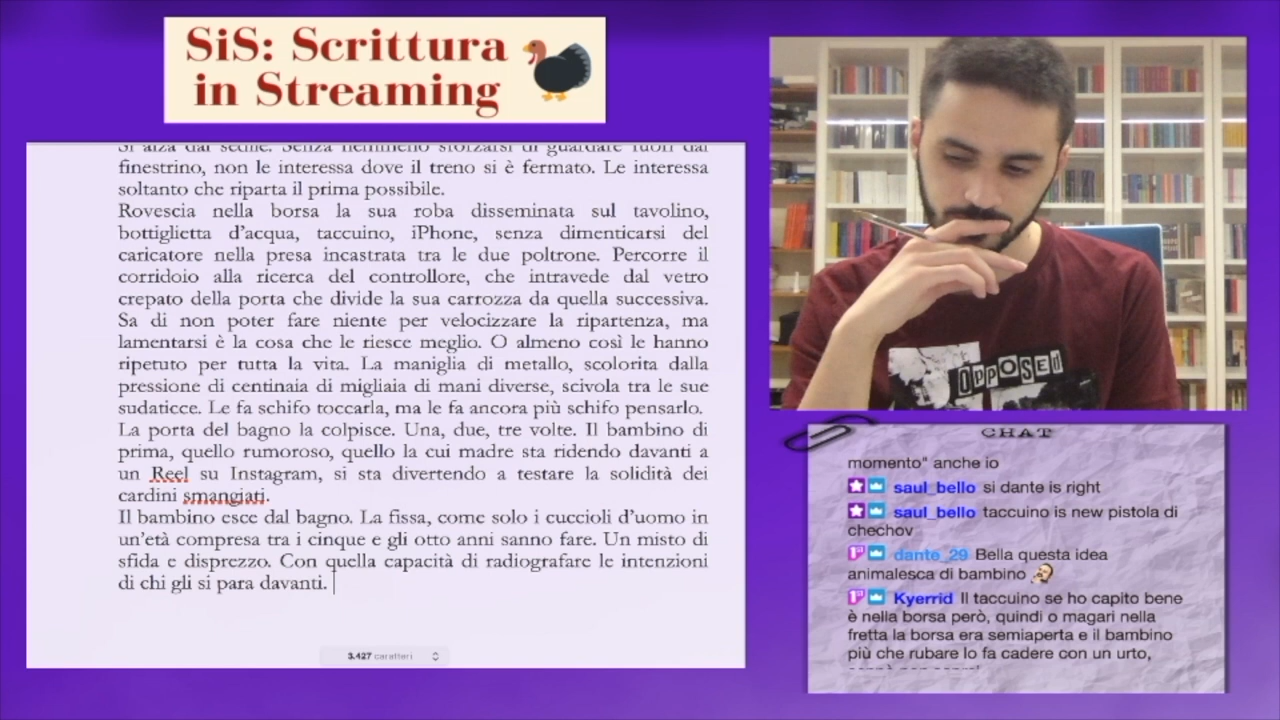 SiS: Scrittura
in Streaming
Si alza dal sedile. Senza nemmeno sforzarsi di guardare fuori dal
finestrino, non le interessa dove il treno si è fermato. Le interessa
soltanto che riparta il prima possibile.
Rovescia nella borsa la sua roba disseminata sul tavolino,
bottiglietta d’acqua, taccuino, iPhone, senza dimenticarsi del
caricatore nella presa incastrata tra le due poltrone. Percorre il
corridoio alla ricerca del controllore, che intravede dal vetro
crepato della porta che divide la sua carrozza da quella successiva.
Sa di non poter fare niente per velocizzare la ripartenza, ma
lamentarsi è la cosa che le riesce meglio. O almeno così le hanno
ripetuto per tutta la vita. La maniglia di metallo, scolorita dalla
pressione di centinaia di migliaia di mani diverse, scivola tra le sue
sudaticce. Le fa schifo toccarla, ma le fa ancora più schifo pensarlo.
La porta del bagno la colpisce. Una, due, tre volte. Il bambino di
prima, quello rumoroso, quello la cui madre sta ridendo davanti a
un Reel su Instagram, si sta divertendo a testare la solidità dei
cardini smangiati.
Il bambino esce dal bagno. La fissa, come solo i cuccioli d’uomo in
un’età compresa tra i cinque e gli otto anni sanno fare. Un misto di
sfida e disprezzo. Con quella capacità di radiografare le intenzioni
di chi gli si para davanti.
3.427 caratteri
OPPOSED
CHAT
momento" anche io
saul_bello si dante is right
saul_bello taccuino is new pistola di
chechov
dante_29 Bella questa idea
animalesca di bambino
Kyerrid Il taccuino se ho capito bene
è nella borsa però, quindi o magari nella
fretta la borsa era semiaperta e il bambino
più che rubare lo fa cadere con un urto,